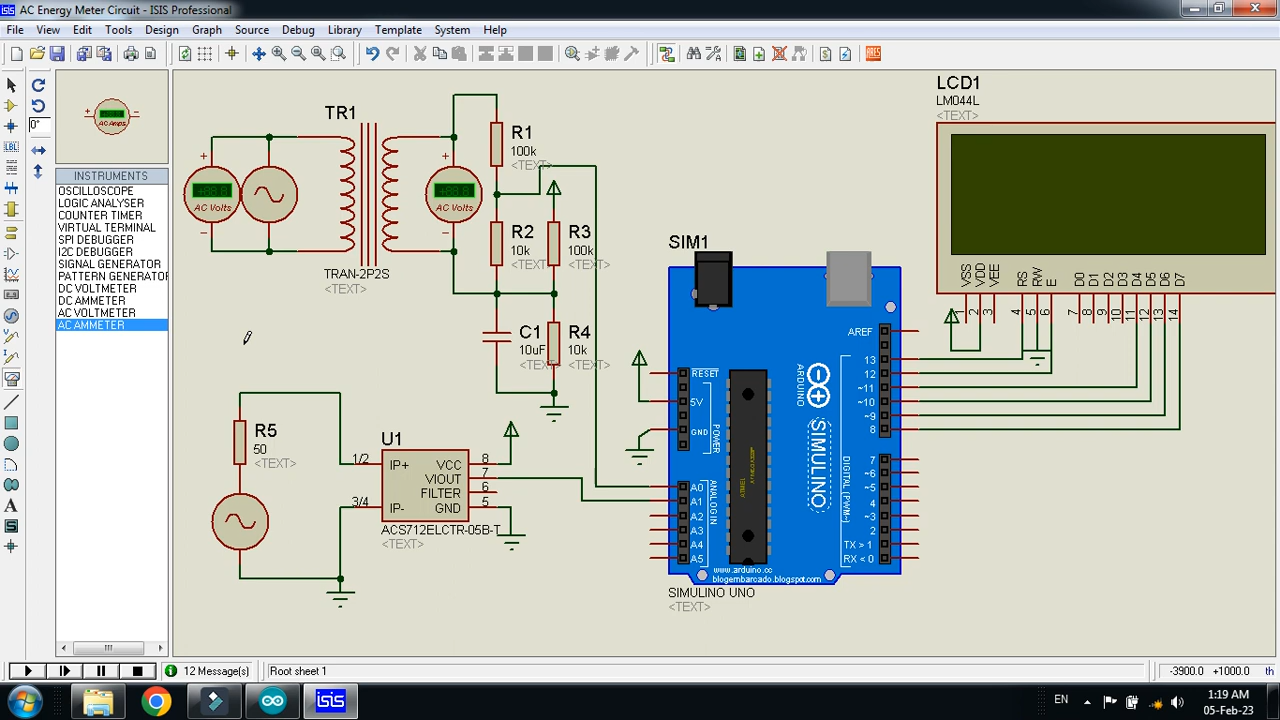 AC Energy Meter Circuit - ISIS Professional
File View Edit Tools Design Graph Source Debug Library Template System Help
ARES
0°
LBL
AC Amps
INSTRUMENTS
OSCILLOSCOPE
LOGIC ANALYSER
COUNTER TIMER
VIRTUAL TERMINAL
SPI DEBUGGER
I2C DEBUGGER
SIGNAL GENERATOR
PATTERN GENERATOR
DC VOLTMETER
DC AMMETER
AC VOLTMETER
AC AMMETER
TR1
TRAN-2P2S
<TEXT>
AC Volts
AC Volts
R1
100k
<TEXT>
R2
10k
<TEXT>
R3
100k
<TEXT>
C1
10uF
<TEXT>
R4
10k
<TEXT>
R5
50
<TEXT>
U1
1/2 IP+ VCC 8
VIOUT 7
FILTER 6
3/4 IP- GND 5
ACS712ELCTR-05B-T
<TEXT>
SIM1
RESET
5V
GND
POWER
A0
A1
A2
A3
A4
A5
ANALOG IN
AREF
13
12
~11
~10
~9
8
7
~6
~5
4
~3
2
TX > 1
RX < 0
DIGITAL (PWM~)
ARDUINO
SIMULINO
www.arduino.cc
blogembarcado.blogspot.com
SIMULINO UNO
<TEXT>
LCD1
LM044L
<TEXT>
VSS VDD VEE RS RW E D0 D1 D2 D3 D4 D5 D6 D7
1 2 3 4 5 6 7 8 9 10 11 12 13 14
12 Message(s) Root sheet 1 -3900.0 +1000.0 th
isis EN 1:19 AM
05-Feb-23